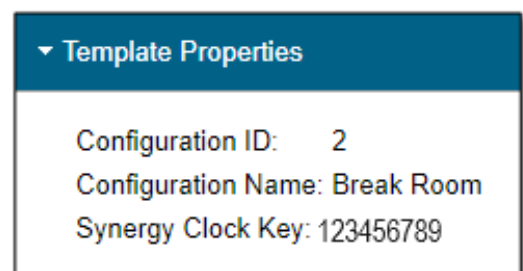 Template Properties
Configuration ID: 2
Configuration Name: Break Room
Synergy Clock Key: 123456789